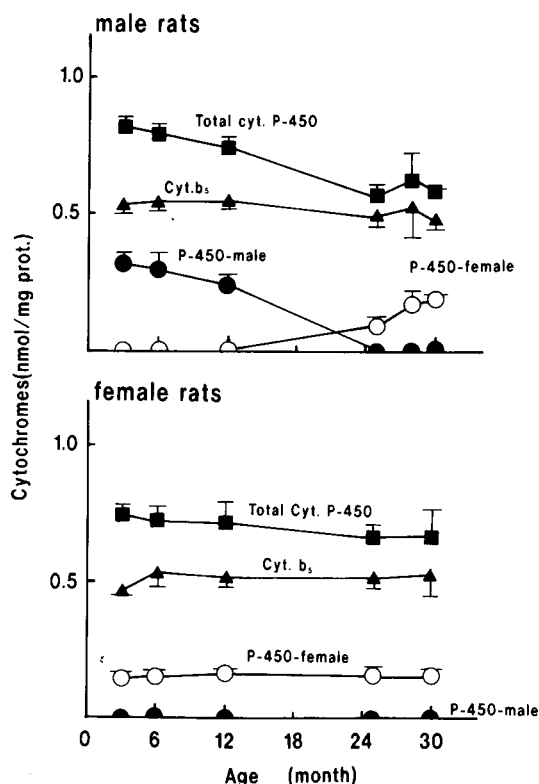 male rats
1.0
Total cyt. P-450
Cyt.b₅
0.5
P-450-male
P-450-female
Cytochromes(nmol/mg prot.)
female rats
1.0
Total Cyt. P-450
Cyt. b₅
0.5
P-450-female
P-450-male
0 6 12 18 24 30
Age (month)